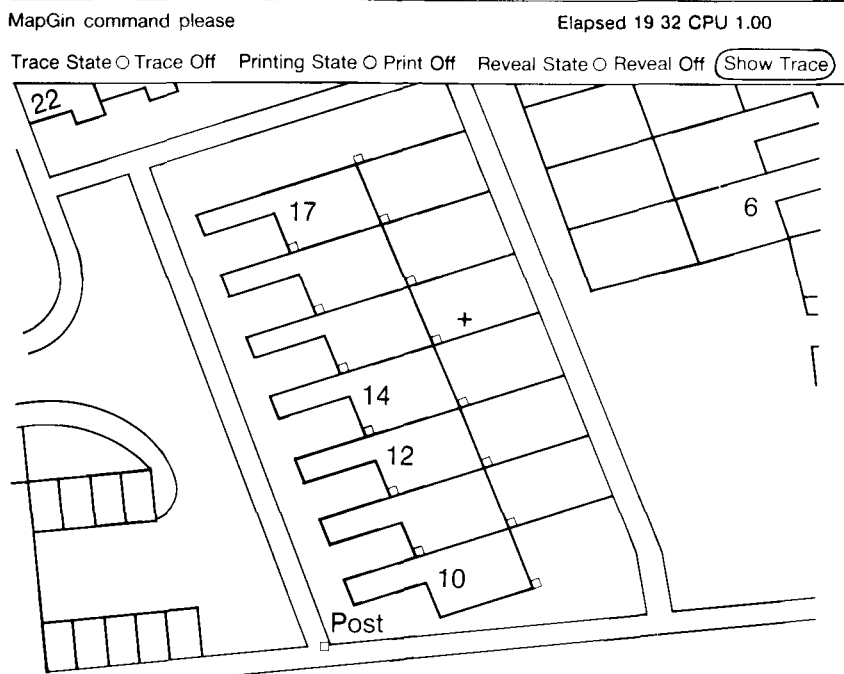 MapGin command please Elapsed 19 32 CPU 1.00
Trace State Trace Off Printing State Print Off Reveal State Reveal Off Show Trace
22
17
6
14
12
10
Post